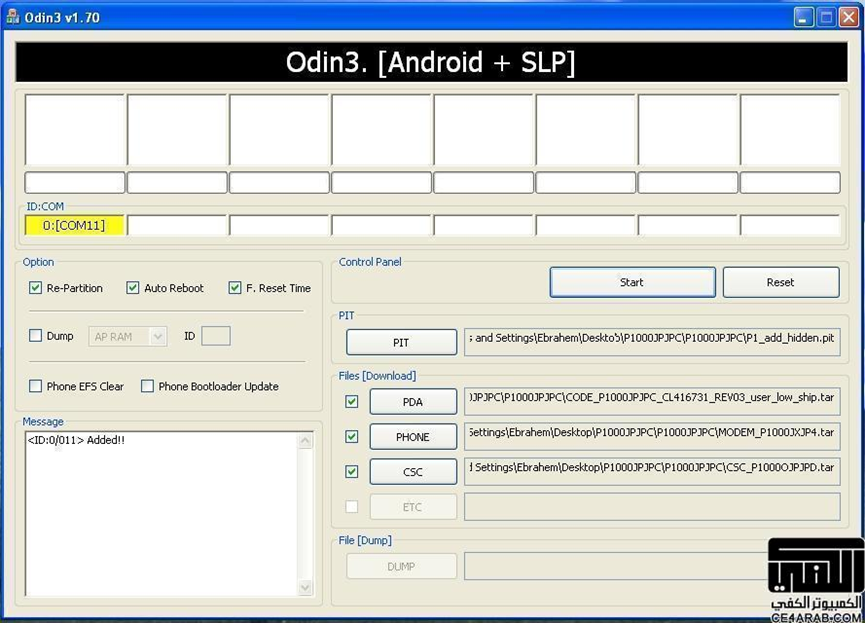 Odin3 v1.70
Odin3. [Android + SLP]
ID:COM
0:[COM11]
Option
Re-Partition
Auto Reboot
F. Reset Time
Dump
AP RAM
ID
Phone EFS Clear
Phone Bootloader Update
Message
<ID:0/011> Added!!
Control Panel
Start
Reset
PIT
PIT
and Settings\Ebrahem\Desktop\P1000JPJPC\P1000JPJPC\P1_add_hidden.pit
Files [Download]
PDA
JPJPC\P1000JPJPC\CODE_P1000JPJPC_CL416731_REV03_user_low_ship.tar
PHONE
Settings\Ebrahem\Desktop\P1000JPJPC\P1000JPJPC\MODEM_P1000JXJP4.tar
CSC
d Settings\Ebrahem\Desktop\P1000JPJPC\P1000JPJPC\CSC_P1000OJPJPD.tar
ETC
File [Dump]
DUMP
الكفي
الكمبيوتر الكفي
CE4ARAB.COM